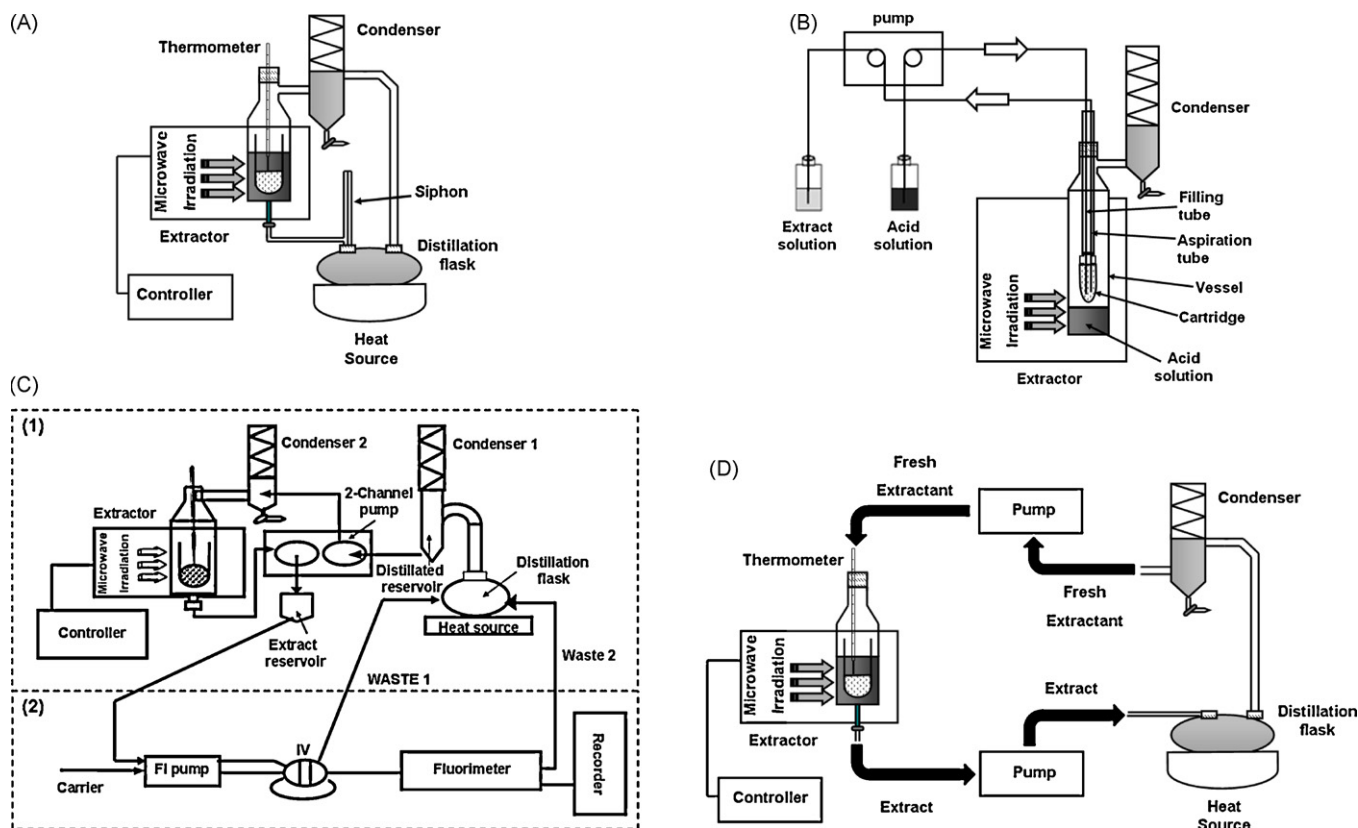 (A)
Thermometer
Condenser
Microwave
Irradiation
Siphon
Extractor
Distillation
flask
Controller
Heat
Source
(B)
pump
Condenser
Extract
solution
Acid
solution
Filling
tube
Aspiration
tube
Vessel
Cartridge
Microwave
Irradiation
Acid
solution
Extractor
(C)
(1)
Condenser 2
Condenser 1
2-Channel
pump
Extractor
Microwave
Irradiation
Distilled
reservoir
Distillation
flask
Heat source
Controller
Extract
reservoir
Waste 2
WASTE 1
(2)
IV
FI pump
Carrier
Fluorimeter
Recorder
(D)
Fresh
Extractant
Pump
Condenser
Thermometer
Fresh
Extractant
Microwave
Irradiation
Extract
Extractor
Distillation
flask
Pump
Controller
Extract
Heat
Source